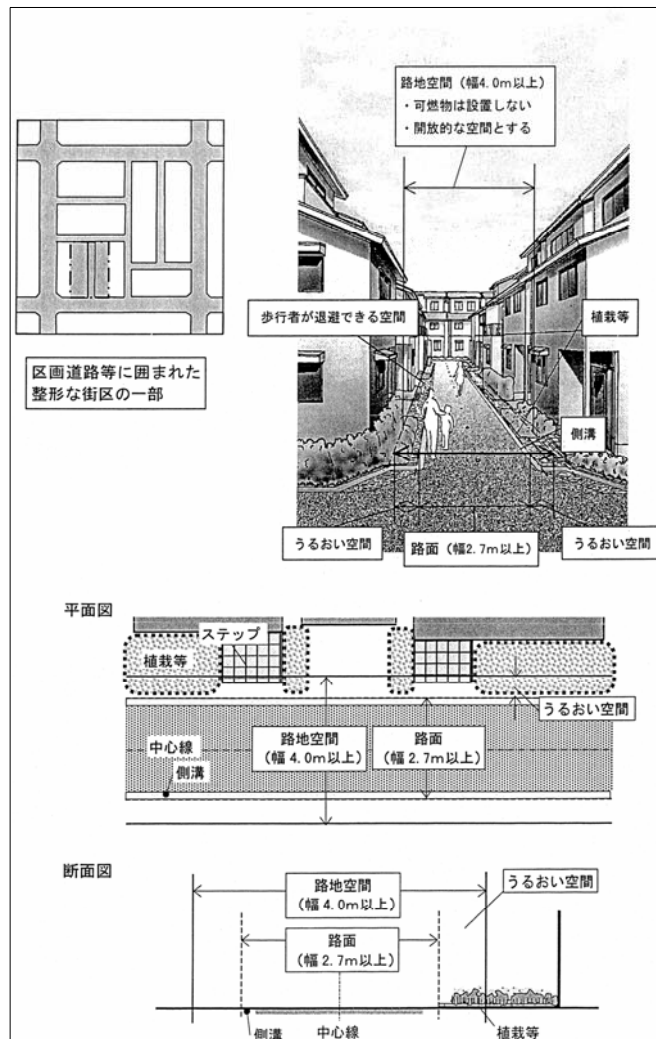 路地空間（幅4.0m以上）
・可燃物は設置しない
・開放的な空間とする
歩行者が退避できる空間
植栽等
区画道路等に囲まれた
整形な街区の一部
側溝
うるおい空間
路面（幅2.7m以上）
うるおい空間
平面図
ステップ
植栽等
うるおい空間
中心線
側溝
路地空間
（幅4.0m以上）
路面
（幅2.7m以上）
断面図
路地空間
（幅4.0m以上）
うるおい空間
路面
（幅2.7m以上）
側溝
中心線
植栽等